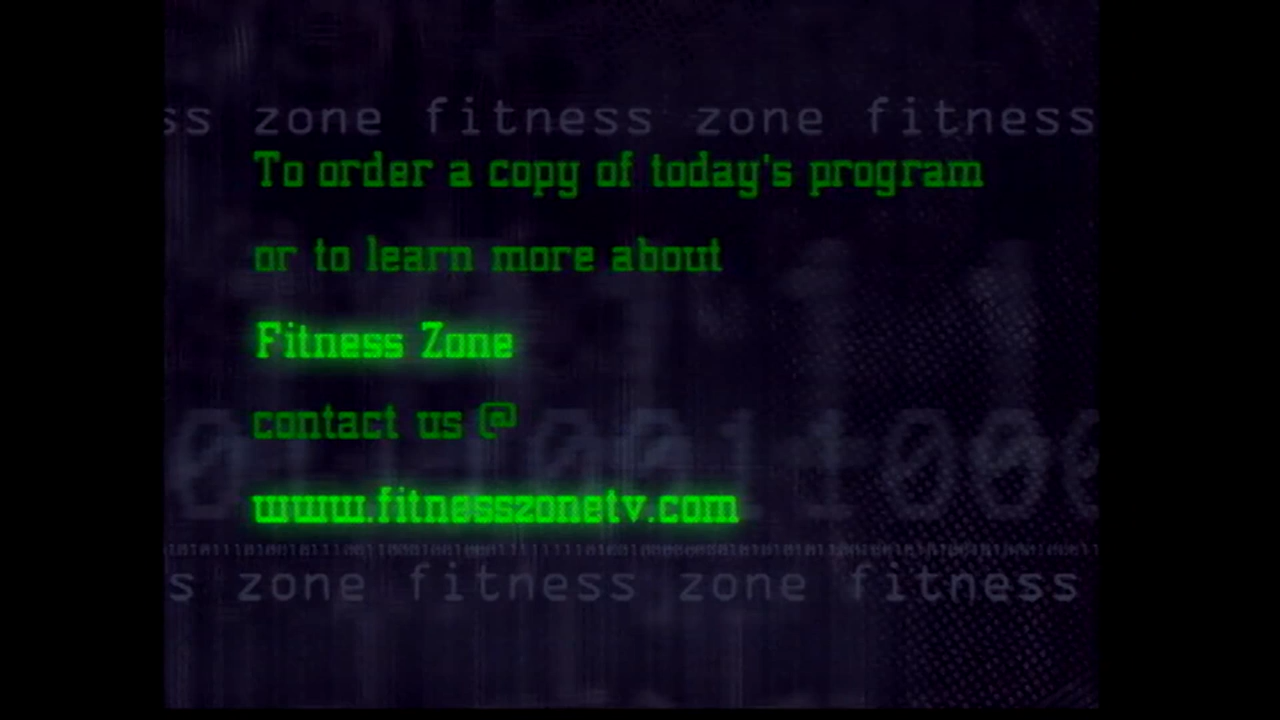 ss zone fitness zone fitness
To order a copy of today's program
or to learn more about
Fitness Zone
contact us @
www.fitnesszonetv.com
s zone fitness zone fitness